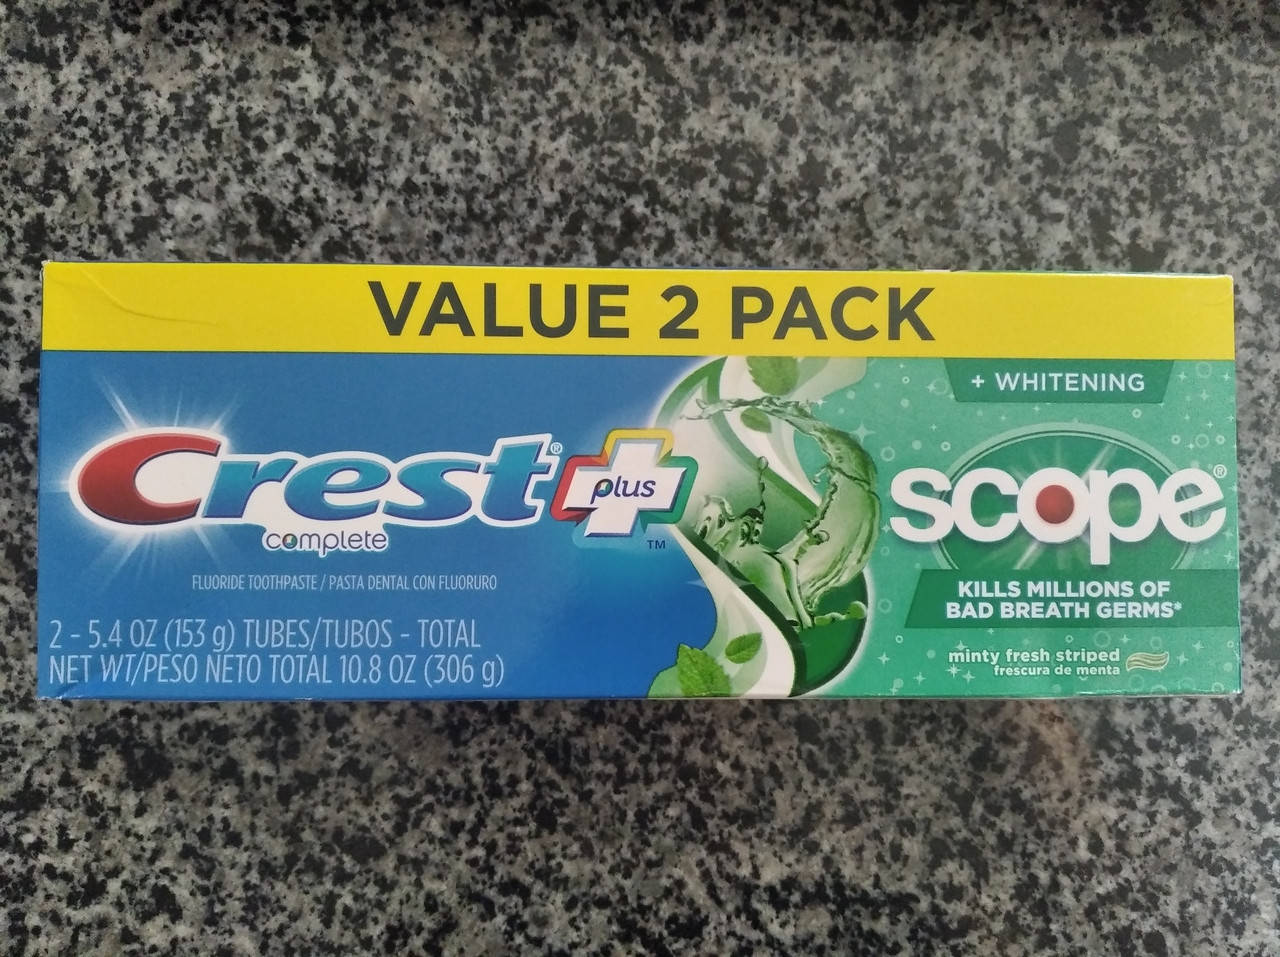 VALUE 2 PACK
+ WHITENING
Crest® plus™
complete
scope®
FLUORIDE TOOTHPASTE / PASTA DENTAL CON FLUORURO
KILLS MILLIONS OF
BAD BREATH GERMS*
2 - 5.4 OZ (153 g) TUBES/TUBOS - TOTAL
NET WT/PESO NETO TOTAL 10.8 OZ (306 g)
minty fresh striped
frescura de menta